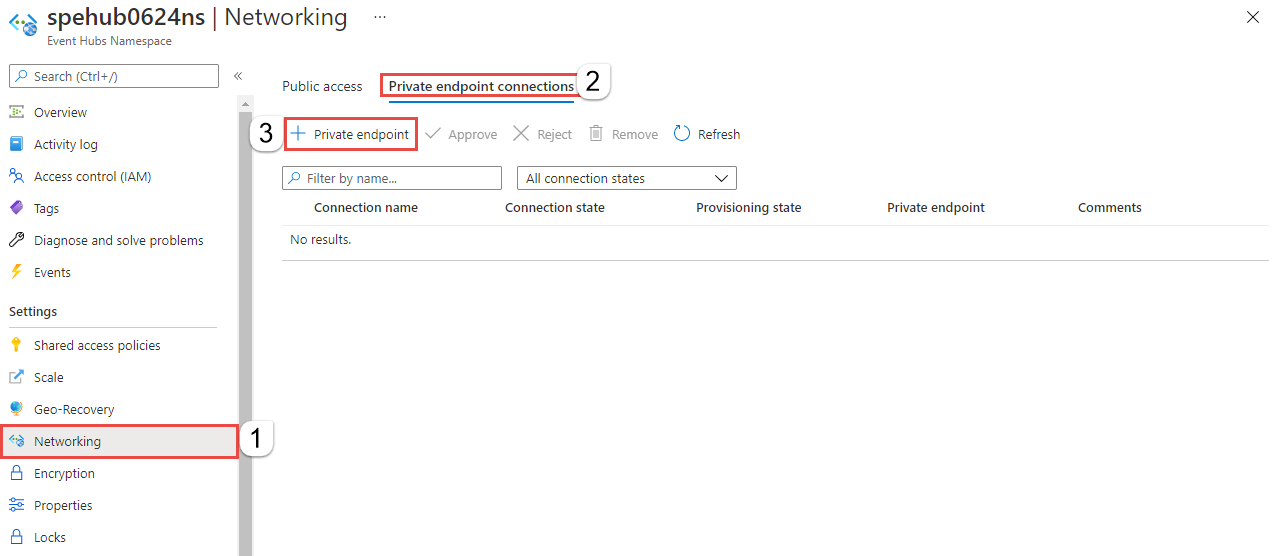 spehub0624ns | Networking ...
Event Hubs Namespace
Search (Ctrl+/)
Overview
Activity log
Access control (IAM)
Tags
Diagnose and solve problems
Events
Settings
Shared access policies
Scale
Geo-Recovery
Networking 1
Encryption
Properties
Locks
Public access Private endpoint connections 2
3 Private endpoint Approve Reject Remove Refresh
Filter by name... All connection states
Connection name Connection state Provisioning state Private endpoint Comments
No results.